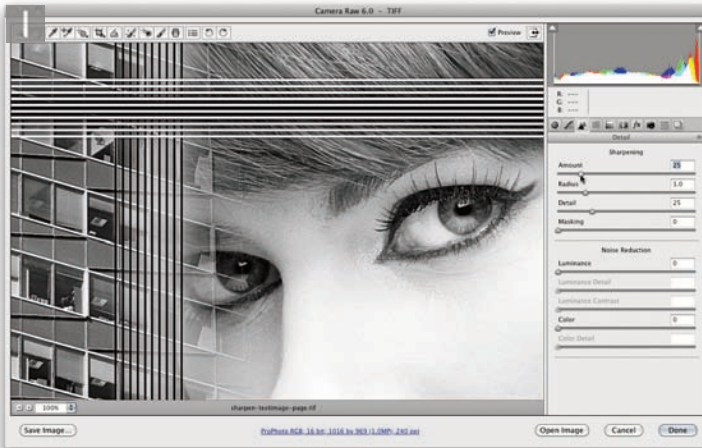 1
Camera Raw 6.0 – TIFF
Preview
R: ---
G: ---
B: ---
Detail
Sharpening
Amount 25
Radius 1.0
Detail 25
Masking 0
Noise Reduction
Luminance 0
Luminance Detail
Luminance Contrast
Color 0
Color Detail
100%
sharpen-testimage-page.tif
Save Image...
ProPhoto RGB; 16 bit; 1016 by 969 (1.0MP); 240 ppi
Open Image
Cancel
Done